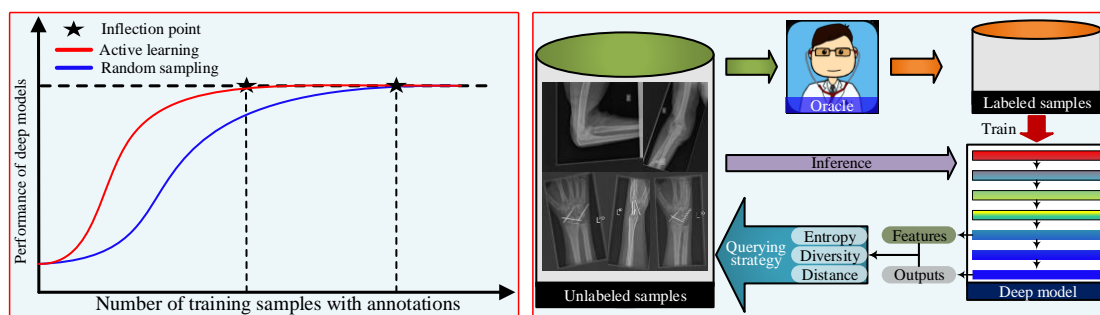 Inflection point
Active learning
Random sampling
Performance of deep models
Number of training samples with annotations
Oracle
Labeled samples
Train
Inference
Querying
strategy
Entropy
Diversity
Distance
Features
Outputs
Unlabeled samples
Deep model